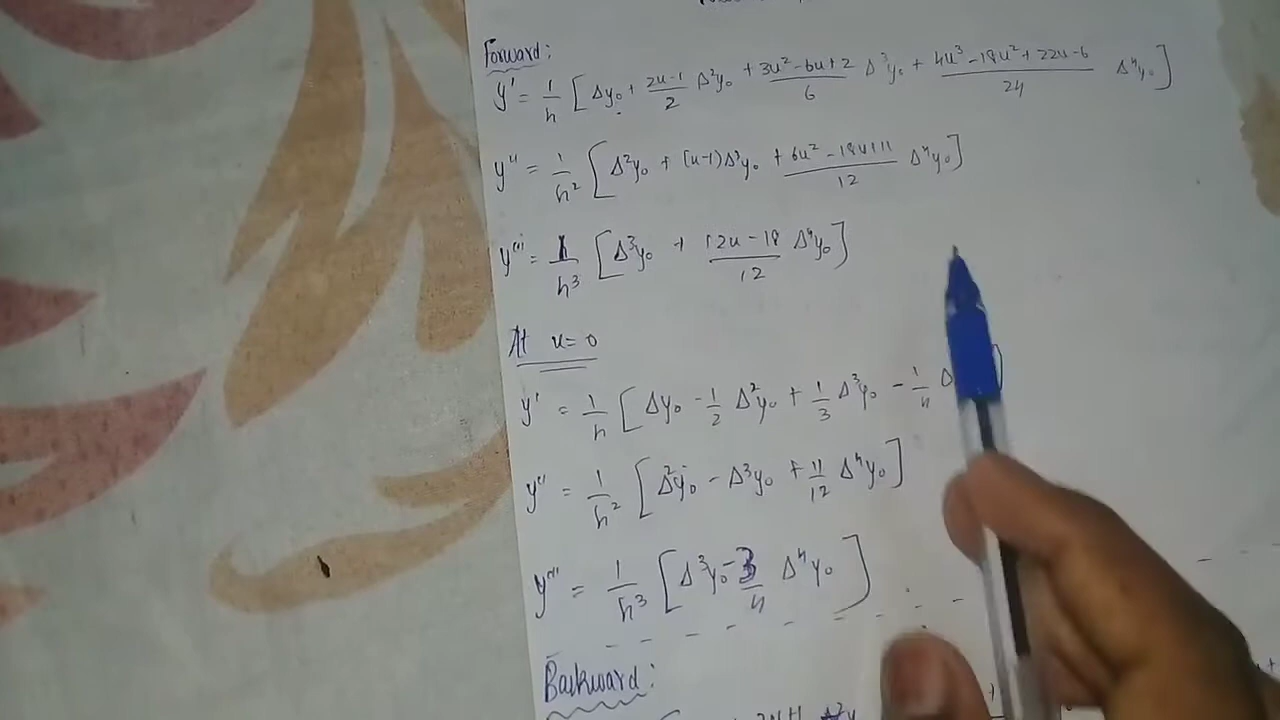 Forward:
y' = 1/h [ Δy₀ + (2u-1)/2 Δ²y₀ + (3u²-6u+2)/6 Δ³y₀ + (4u³-18u²+22u-6)/24 Δ⁴y₀ ]
y'' = 1/h² [ Δ²y₀ + (u-1)Δ³y₀ + (6u²-18u+11)/12 Δ⁴y₀ ]
y''' = 1/h³ [ Δ³y₀ + (12u-18)/12 Δ⁴y₀ ]
At u=0
y' = 1/h [ Δy₀ - 1/2 Δ²y₀ + 1/3 Δ³y₀ - 1/4 Δ ]
y'' = 1/h² [ Δ²y₀ - Δ³y₀ + 11/12 Δ⁴y₀ ]
y''' = 1/h³ [ Δ³y₀ - 3/4 Δ⁴y₀ ]
Backward: